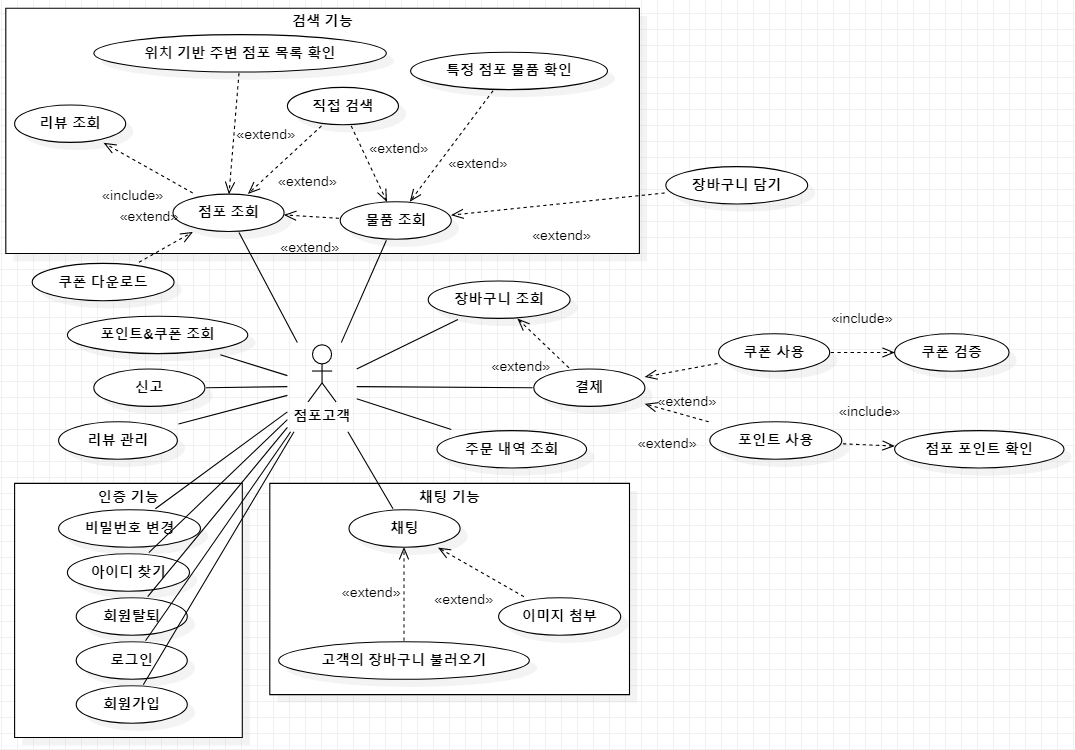 검색 기능
위치 기반 주변 점포 목록 확인
특정 점포 물품 확인
직접 검색
리뷰 조회
«extend»
«extend»
«extend»
«extend»
장바구니 담기
«include»
«extend»
점포 조회
물품 조회
«extend»
«extend»
쿠폰 다운로드
장바구니 조회
포인트&쿠폰 조회
«include»
쿠폰 사용
쿠폰 검증
«extend»
신고
결제
«extend»
점포고객
«include»
리뷰 관리
주문 내역 조회
«extend»
포인트 사용
점포 포인트 확인
인증 기능
채팅 기능
비밀번호 변경
채팅
아이디 찾기
«extend»
«extend»
회원탈퇴
이미지 첨부
로그인
고객의 장바구니 불러오기
회원가입